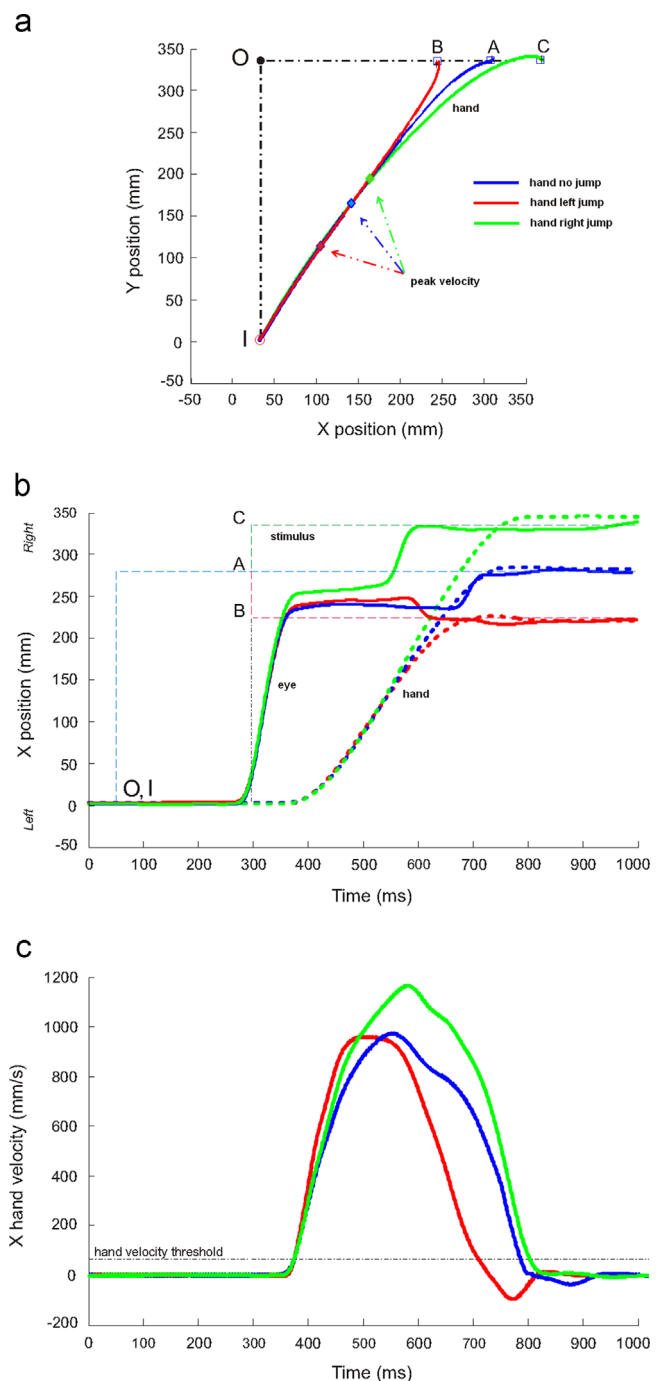 a
400
350
300
250
200
150
100
50
0
-50
Y position (mm)
O
B
A
C
hand
hand no jump
hand left jump
hand right jump
peak velocity
I
-50
0
50
100
150
200
250
300
350
X position (mm)
b
Right
Left
X position (mm)
350
300
250
200
150
100
50
0
-50
C
stimulus
A
B
eye
hand
O, I
0
100
200
300
400
500
600
700
800
900
1000
Time (ms)
c
1200
1000
800
600
400
200
0
-200
X hand velocity (mm/s)
hand velocity threshold
0
100
200
300
400
500
600
700
800
900
1000
Time (ms)